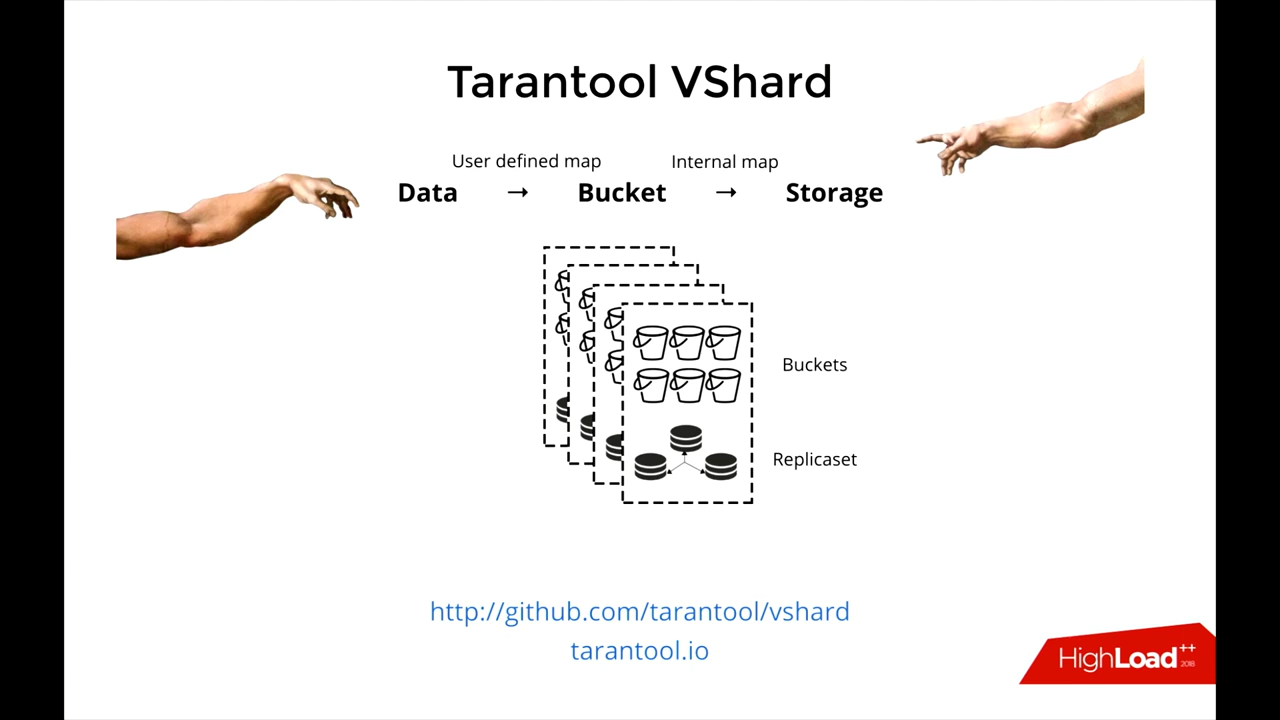 Tarantool VShard
User defined map
Internal map
Data → Bucket → Storage
Buckets
Replicaset
http://github.com/tarantool/vshard
tarantool.io
HighLoad++
2018